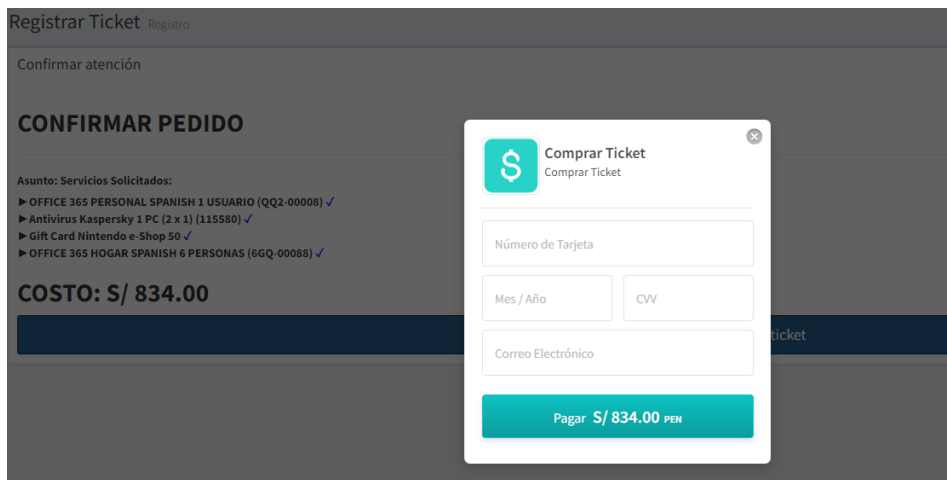 Registrar Ticket Registro
Confirmar atención
CONFIRMAR PEDIDO
Asunto: Servicios Solicitados:
►OFFICE 365 PERSONAL SPANISH 1 USUARIO (QQ2-00008) ✓
►Antivirus Kaspersky 1 PC (2 x 1) (115580) ✓
►Gift Card Nintendo e-Shop 50 ✓
►OFFICE 365 HOGAR SPANISH 6 PERSONAS (6GQ-00088) ✓
COSTO: S/ 834.00
ticket
$
Comprar Ticket
Comprar Ticket
Número de Tarjeta
Mes / Año
CVV
Correo Electrónico
Pagar S/ 834.00 PEN